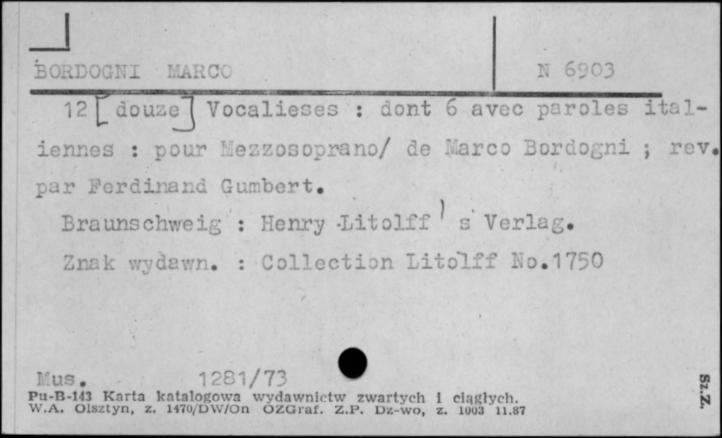 BORDOGNI MARCO N 6903
12 [douze] Vocalieses : dont 6 avec paroles ital-
iennes : pour Mezzosoprano/ de Marco Bordogni ; rev.
par Ferdinand Gumbert.
Braunschweig : Henry Litolff ' s Verlag.
Znak wydawn. : Collection Litolff No.1750
Mus. 1281/73
Pu-B-143 Karta katalogowa wydawnictw zwartych i ciągłych.
W.A. Olsztyn, z. 1470/DW/On OZGraf. Z.P. Dz-wo, z. 1003 11.87
Sz.Z.